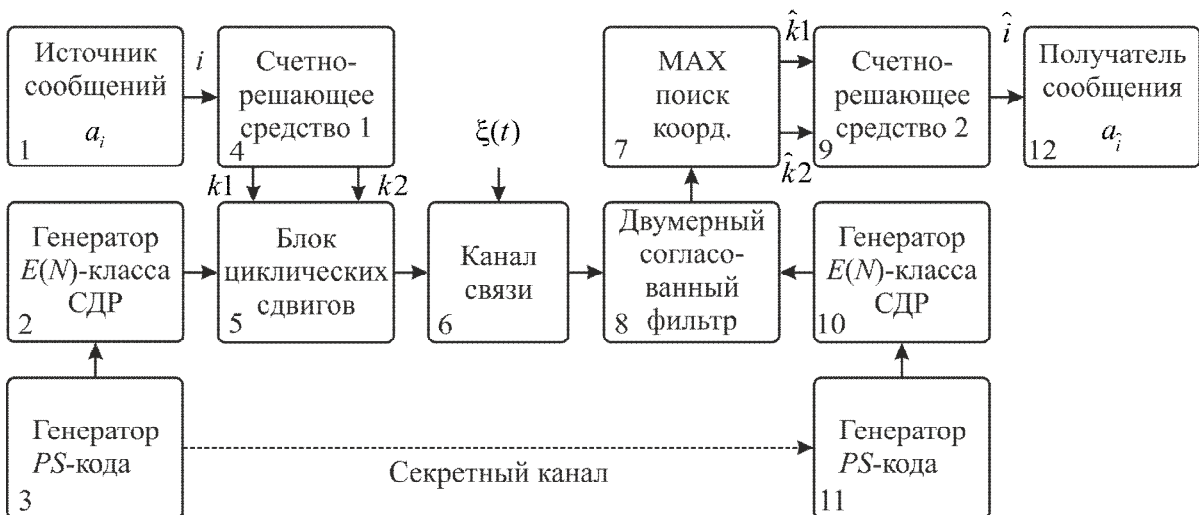 Источник
сообщений
a_i
1
i
Счетно-
решающее
средство 1
4
k1
k2
ξ(t)
MAX
поиск
коорд.
7
k̂1
k̂2
Счетно-
решающее
средство 2
9
î
Получатель
сообщения
a_î
12
Генератор
E(N)-класса
СДР
2
Блок
циклических
сдвигов
5
Канал
связи
6
Двумерный
согласо-
ванный
фильтр
8
Генератор
E(N)-класса
СДР
10
Генератор
PS-кода
3
Секретный канал
Генератор
PS-кода
11